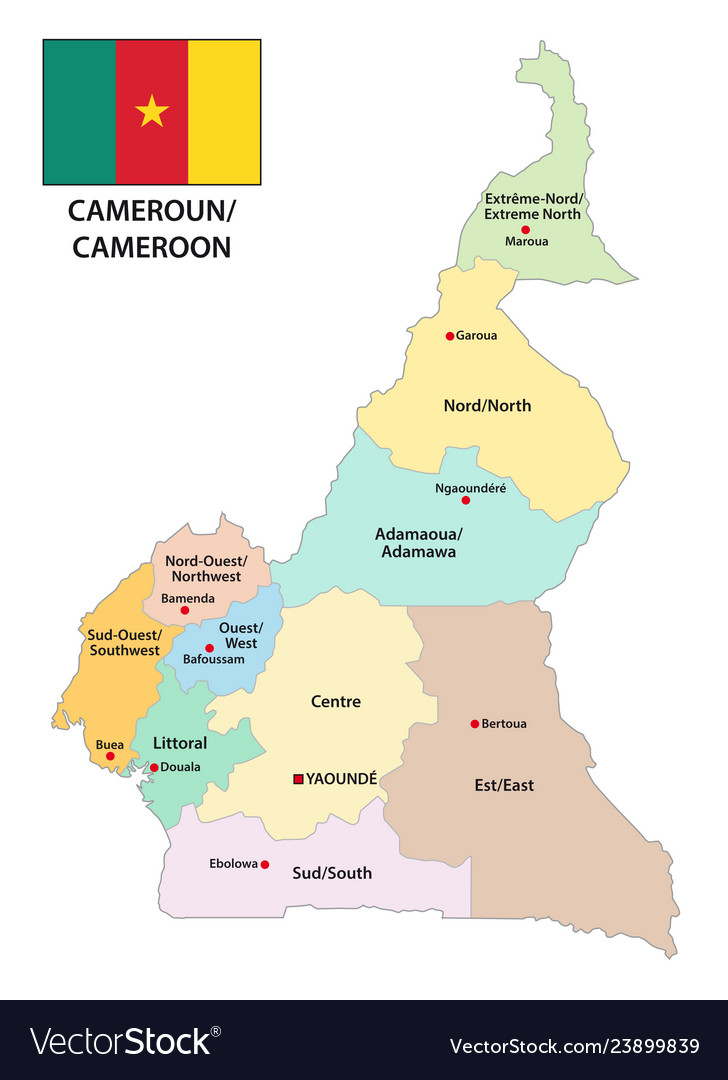 CAMEROUN/
CAMEROON
Extrême-Nord/
Extreme North
Maroua
Garoua
Nord/North
Ngaoundéré
Adamaoua/
Adamawa
Nord-Ouest/
Northwest
Bamenda
Sud-Ouest/
Southwest
Ouest/
West
Bafoussam
Centre
Bertoua
Buea
Littoral
Douala
YAOUNDÉ
Est/East
Ebolowa
Sud/South
VectorStock®
VectorStock.com/23899839